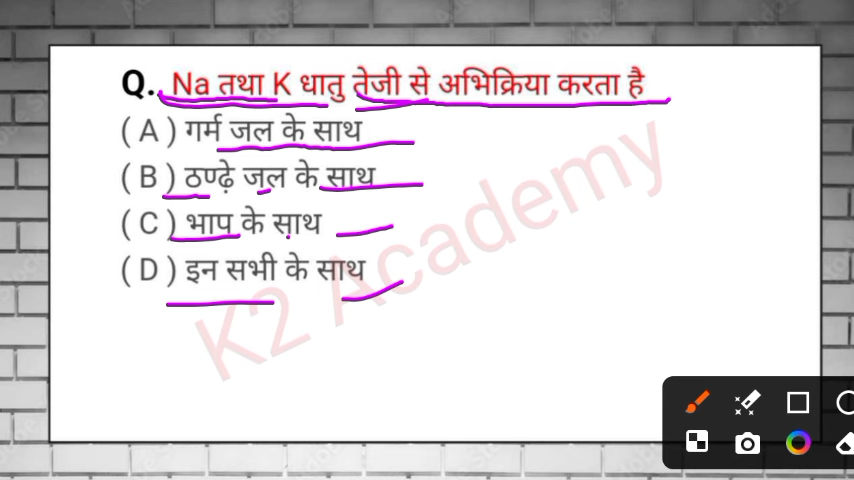 Q. Na तथा K धातु तेजी से अभिक्रिया करता है
( A ) गर्म जल के साथ
( B ) ठण्ढ़े जल के साथ
( C ) भाप के साथ
( D ) इन सभी के साथ
K2 Academy